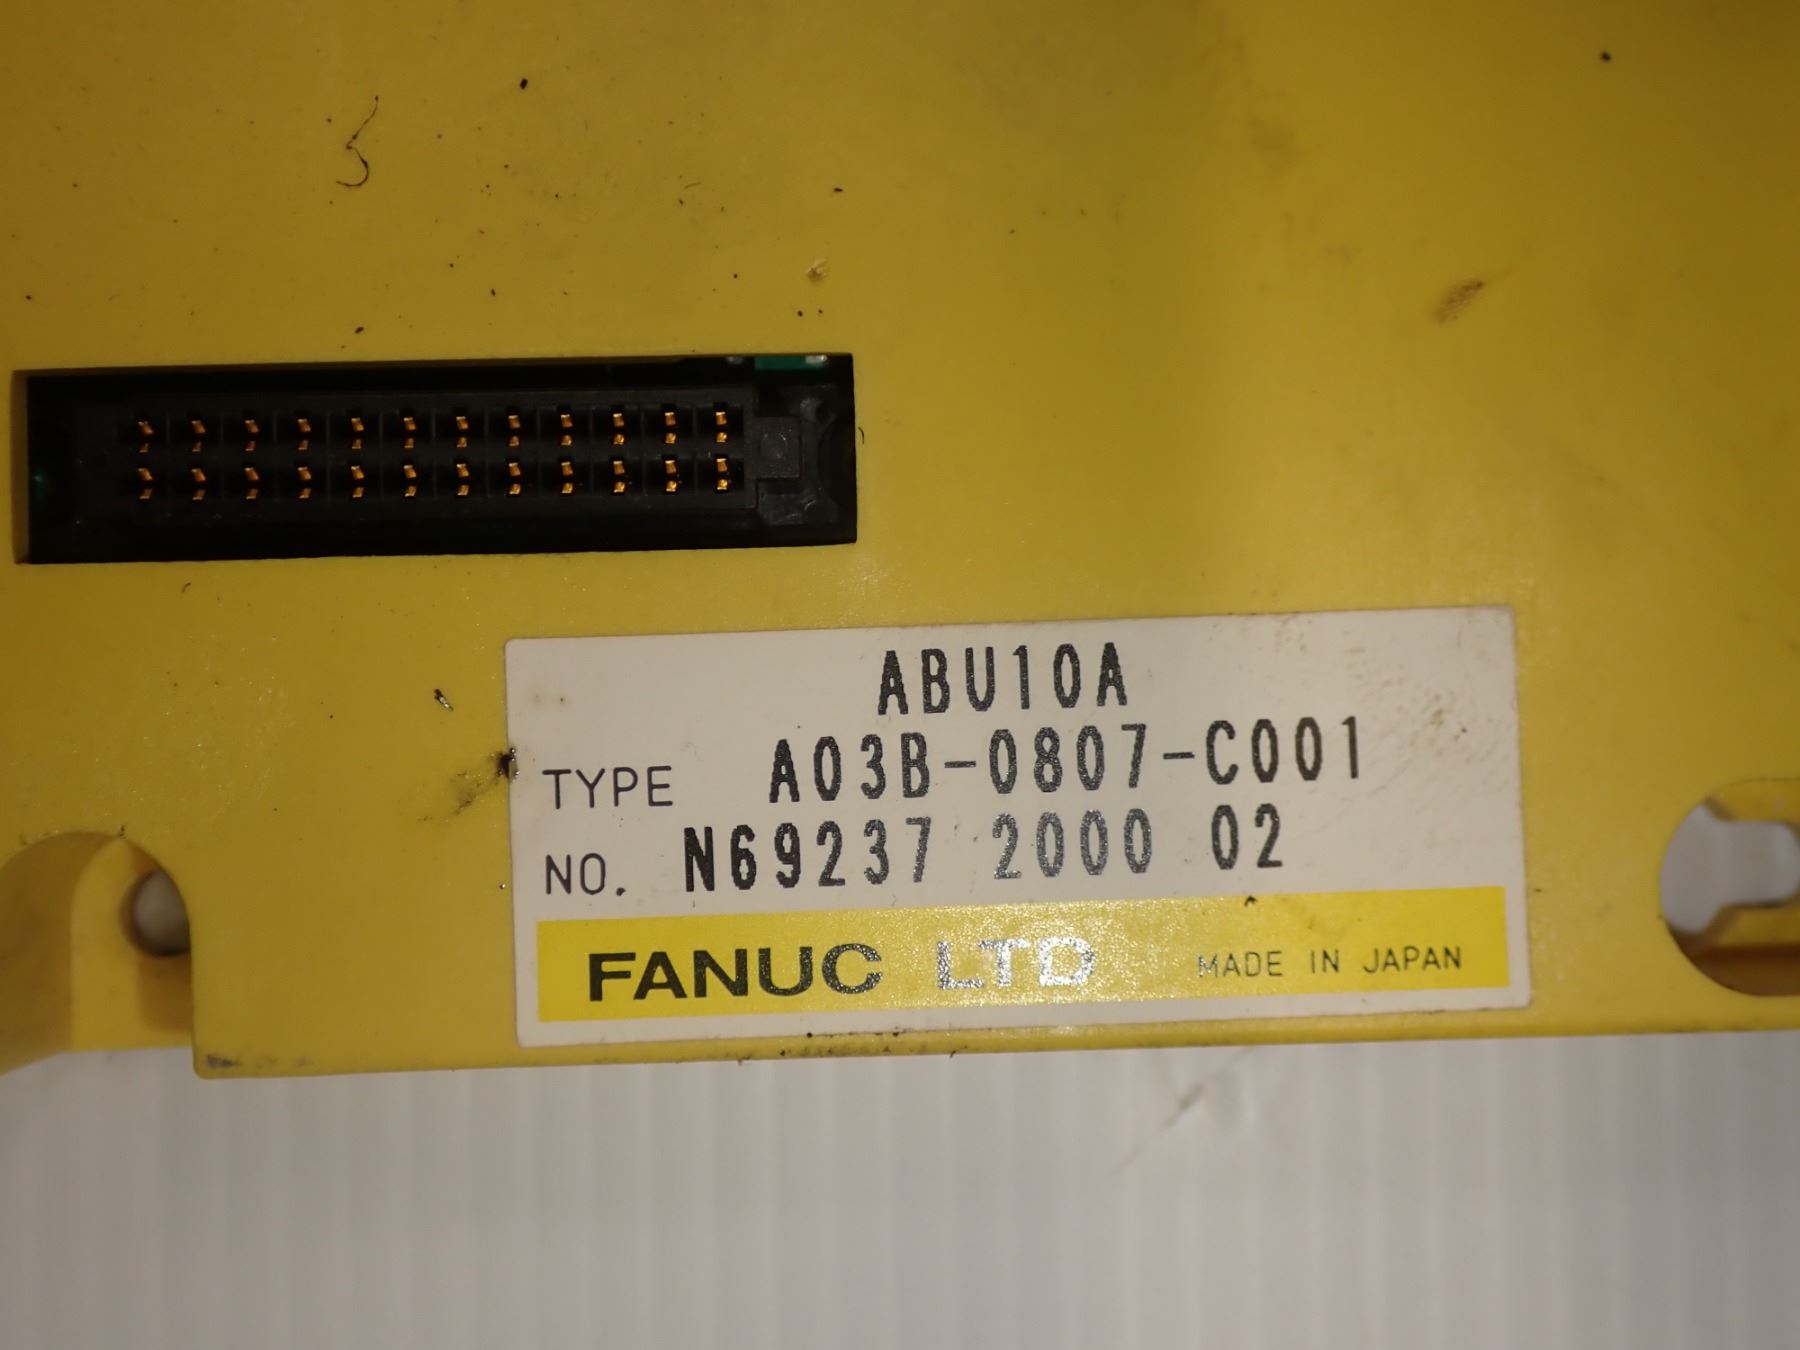 ABU10A
TYPE A03B-0807-C001
NO. N69237 2000 02
FANUC LTD MADE IN JAPAN